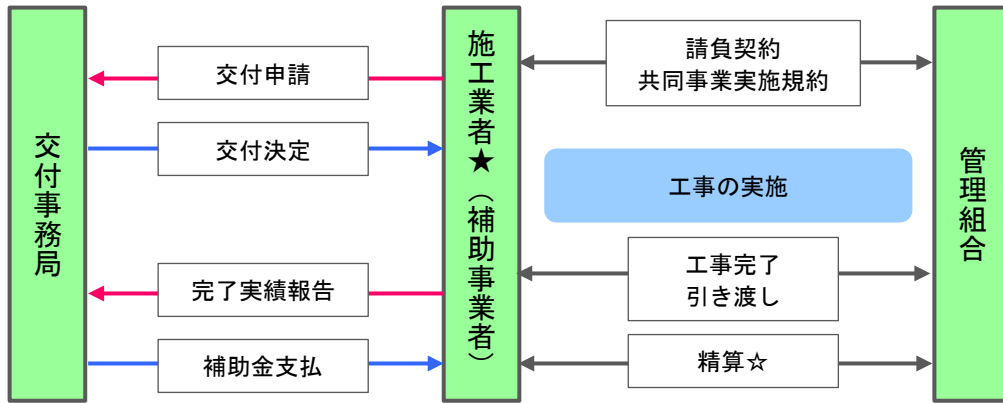 交付事務局
交付申請
交付決定
完了実績報告
補助金支払
施工業者★（補助事業者）
請負契約
共同事業実施規約
工事の実施
工事完了
引き渡し
精算☆
管理組合